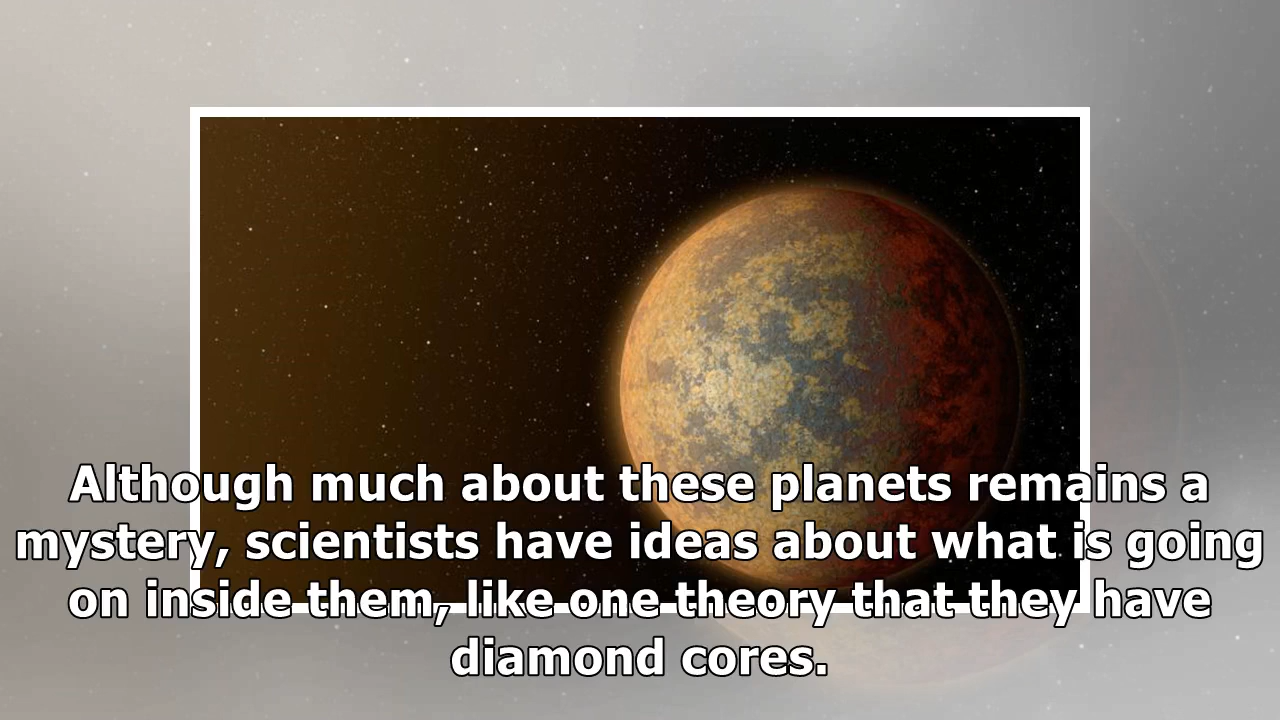 Although much about these planets remains a
mystery, scientists have ideas about what is going
on inside them, like one theory that they have
diamond cores.